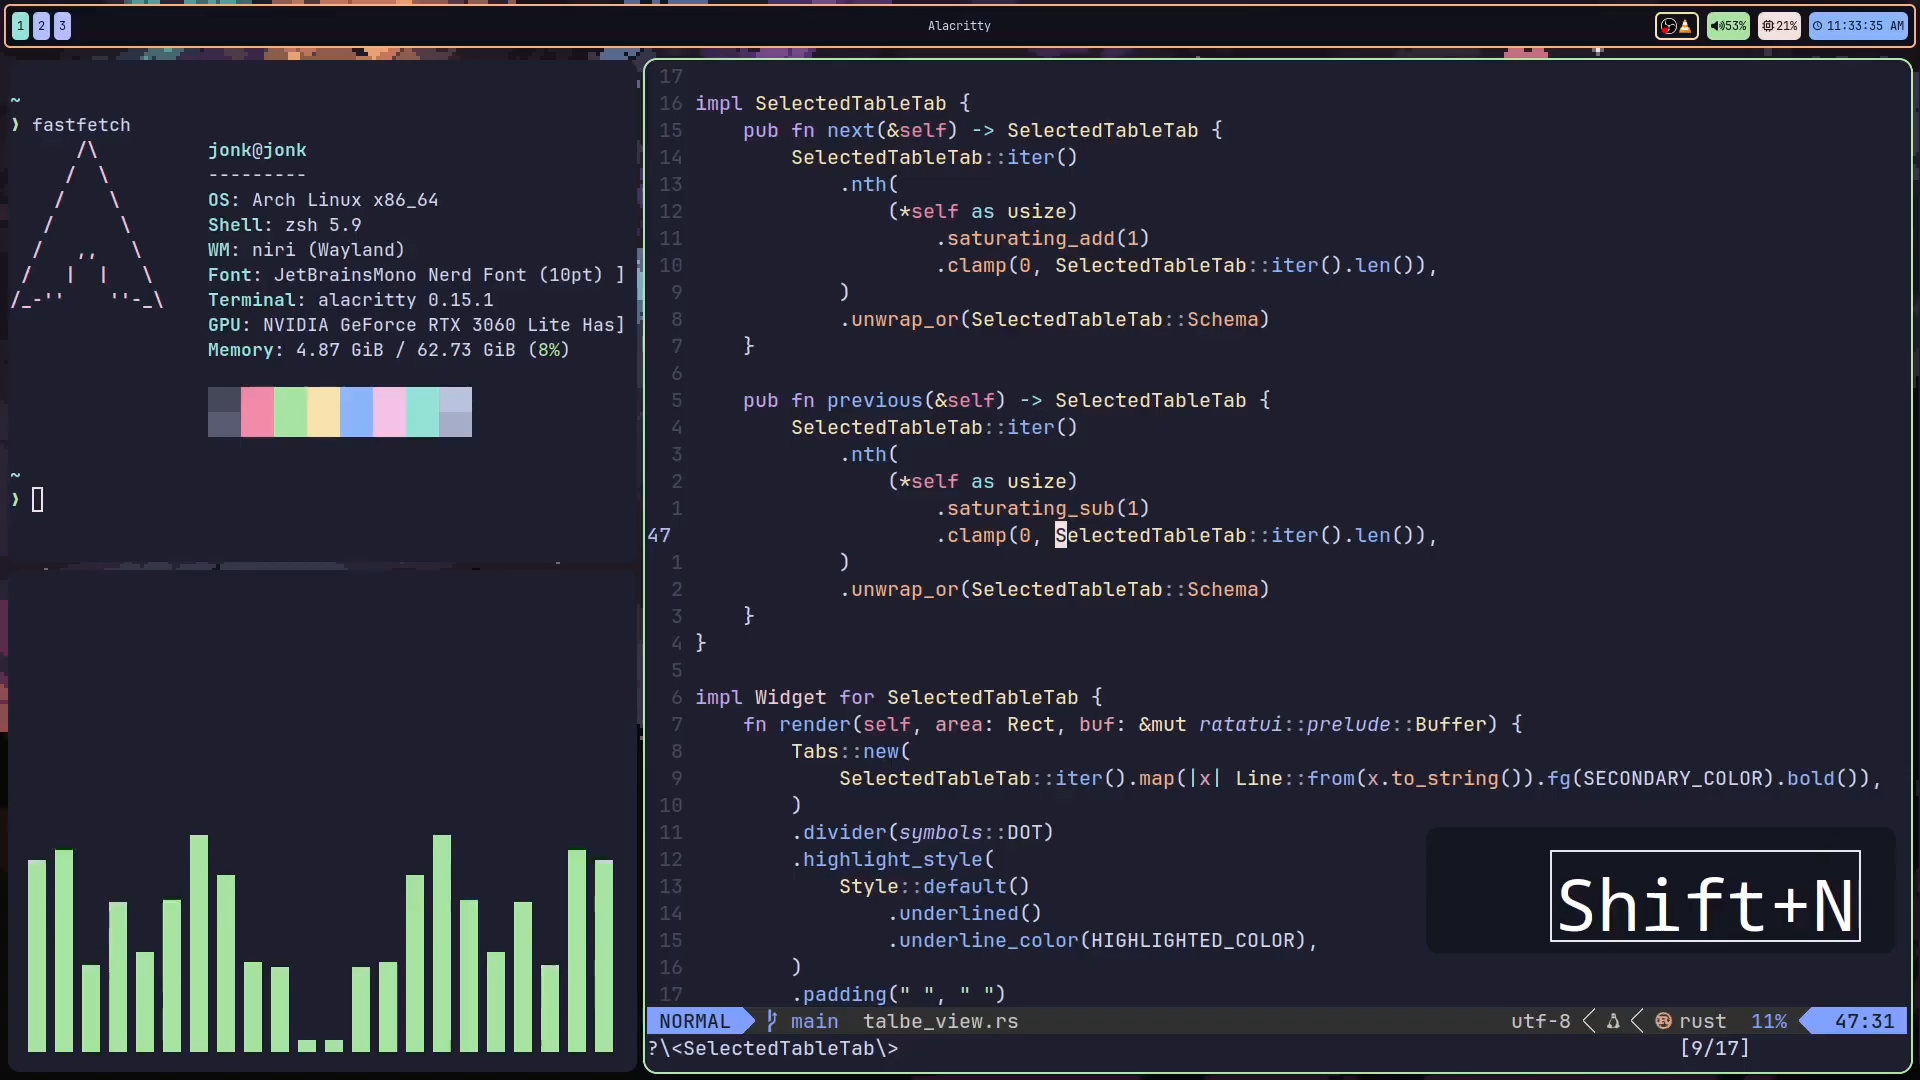 1 2 3
Alacritty
53%
21%
11:33:35 AM
~
❯ fastfetch
jonk@jonk
---------
OS: Arch Linux x86_64
Shell: zsh 5.9
WM: niri (Wayland)
Font: JetBrainsMono Nerd Font (10pt) ]
Terminal: alacritty 0.15.1
GPU: NVIDIA GeForce RTX 3060 Lite Has]
Memory: 4.87 GiB / 62.73 GiB (8%)
~
❯
17
16 impl SelectedTableTab {
15     pub fn next(&self) -> SelectedTableTab {
14         SelectedTableTab::iter()
13             .nth(
12                 (*self as usize)
11                     .saturating_add(1)
10                     .clamp(0, SelectedTableTab::iter().len()),
9             )
8             .unwrap_or(SelectedTableTab::Schema)
7     }
6
5     pub fn previous(&self) -> SelectedTableTab {
4         SelectedTableTab::iter()
3             .nth(
2                 (*self as usize)
1                     .saturating_sub(1)
47                     .clamp(0, SelectedTableTab::iter().len()),
1             )
2             .unwrap_or(SelectedTableTab::Schema)
3     }
4 }
5
6 impl Widget for SelectedTableTab {
7     fn render(self, area: Rect, buf: &mut ratatui::prelude::Buffer) {
8         Tabs::new(
9             SelectedTableTab::iter().map(|x| Line::from(x.to_string()).fg(SECONDARY_COLOR).bold()),
10         )
11         .divider(symbols::DOT)
12         .highlight_style(
13             Style::default()
14                 .underlined()
15                 .underline_color(HIGHLIGHTED_COLOR),
16         )
17         .padding(" ", " ")
Shift+N
NORMAL main talbe_view.rs utf-8 rust 11% 47:31
?\<SelectedTableTab\> [9/17]